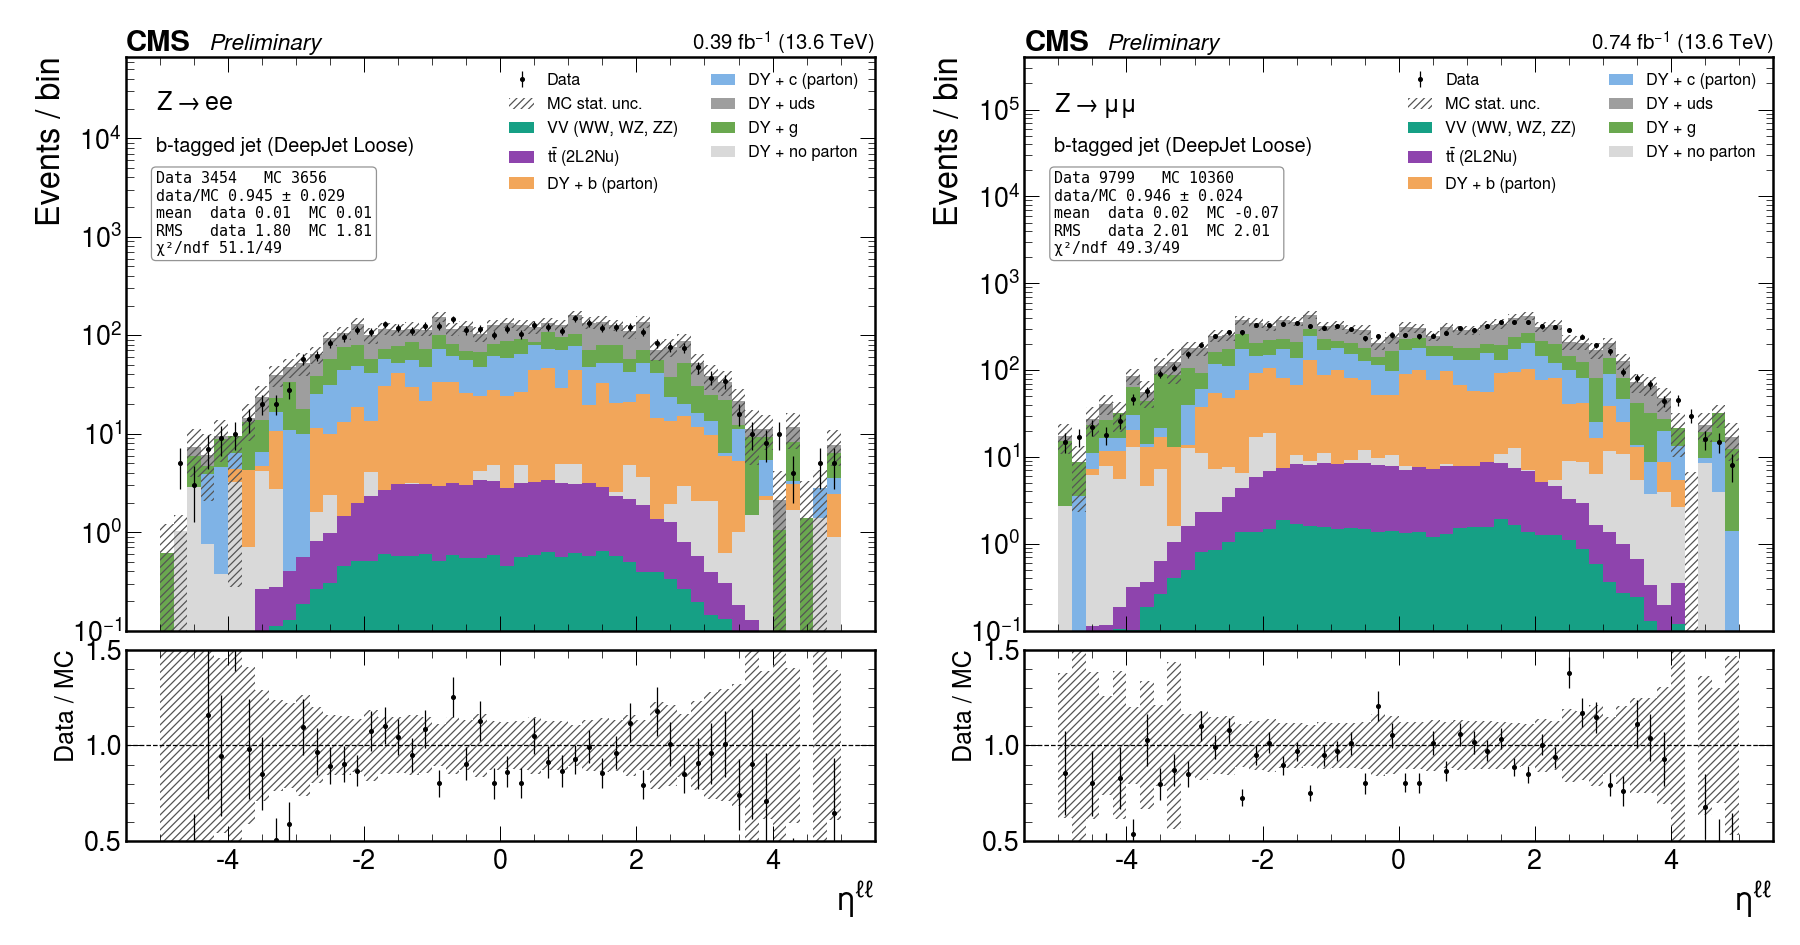 CMS Preliminary 0.39 fb⁻¹ (13.6 TeV)
Events / bin
Z → ee
b-tagged jet (DeepJet Loose)
Data 3454 MC 3656
data/MC 0.945 ± 0.029
mean data 0.01 MC 0.01
RMS data 1.80 MC 1.81
χ²/ndf 51.1/49
Data
MC stat. unc.
VV (WW, WZ, ZZ)
tt̄ (2L2Nu)
DY + b (parton)
DY + c (parton)
DY + uds
DY + g
DY + no parton
10⁴
10³
10²
10¹
10⁰
10⁻¹
Data / MC
1.5
1.0
0.5
-4 -2 0 2 4
η^ℓℓ
CMS Preliminary 0.74 fb⁻¹ (13.6 TeV)
Events / bin
Z → μμ
b-tagged jet (DeepJet Loose)
Data 9799 MC 10360
data/MC 0.946 ± 0.024
mean data 0.02 MC -0.07
RMS data 2.01 MC 2.01
χ²/ndf 49.3/49
Data
MC stat. unc.
VV (WW, WZ, ZZ)
tt̄ (2L2Nu)
DY + b (parton)
DY + c (parton)
DY + uds
DY + g
DY + no parton
10⁵
10⁴
10³
10²
10¹
10⁰
10⁻¹
Data / MC
1.5
1.0
0.5
-4 -2 0 2 4
η^ℓℓ